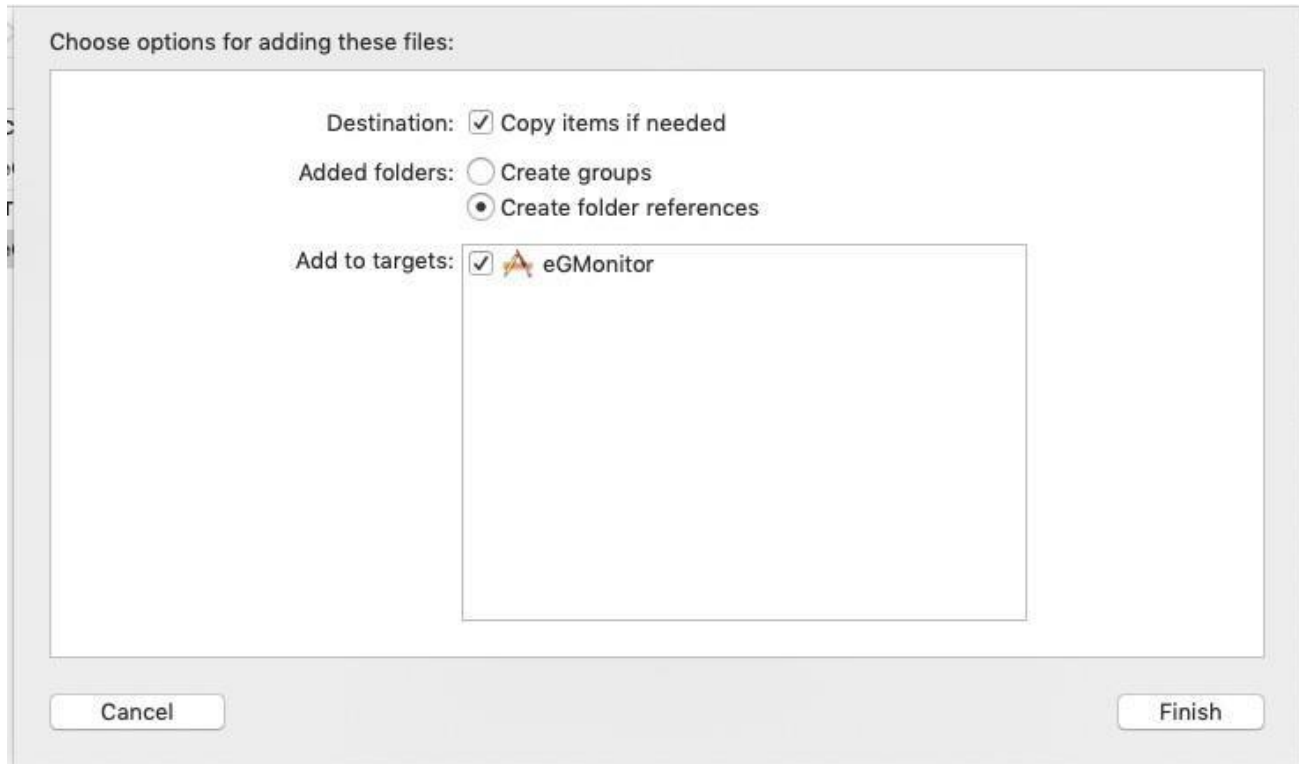 Choose options for adding these files:
Destination: Copy items if needed
Added folders: Create groups
Create folder references
Add to targets: eGMonitor
Cancel
Finish